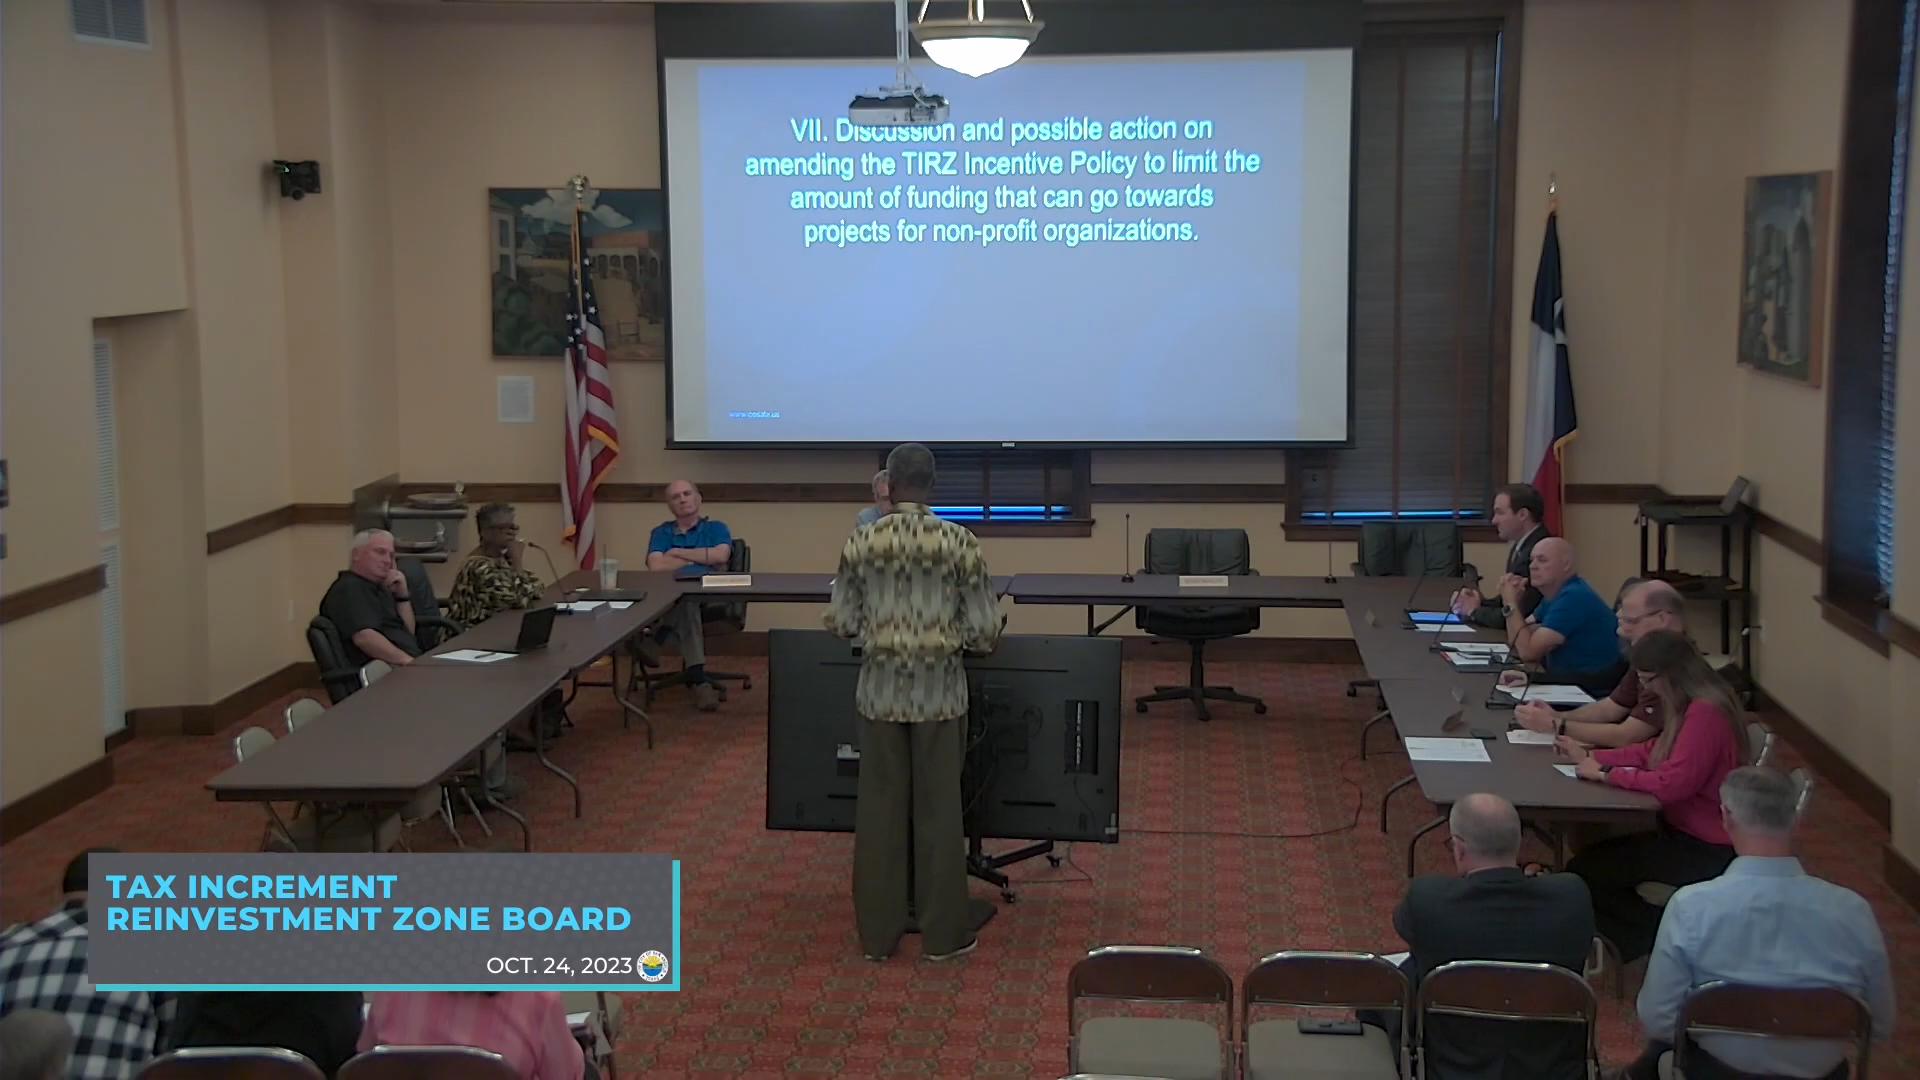 VII. Discussion and possible action on
amending the TIRZ Incentive Policy to limit the
amount of funding that can go towards
projects for non-profit organizations.
www.cosatx.us
TAX INCREMENT
REINVESTMENT ZONE BOARD
OCT. 24, 2023